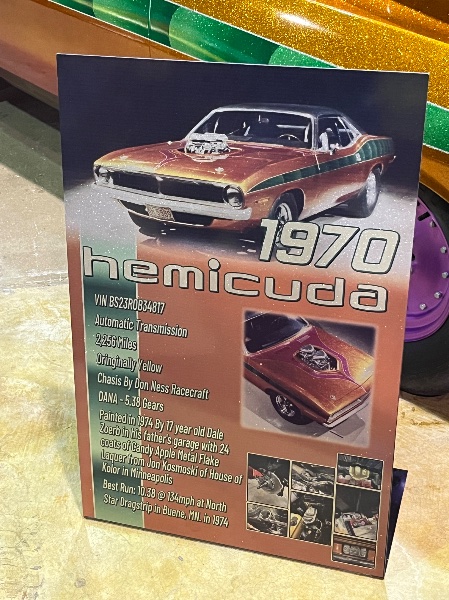 1970
hemicuda
VIN BS23R0B34817
Automatic Transmission
2,256 Miles
Oringinally Yellow
Chasis By Don Ness Racecraft
DANA - 5.38 Gears
Painted in 1974 By 17 year old Dale
Zoerb in his father's garage with 24
coats of Candy Apple Metal Flake
Laquer from Jon Kosmoski of House of
Kolor in Minneapolis
Best Run: 10.38 @ 134mph at North
Star Dragstrip in Buene, MN. in 1974